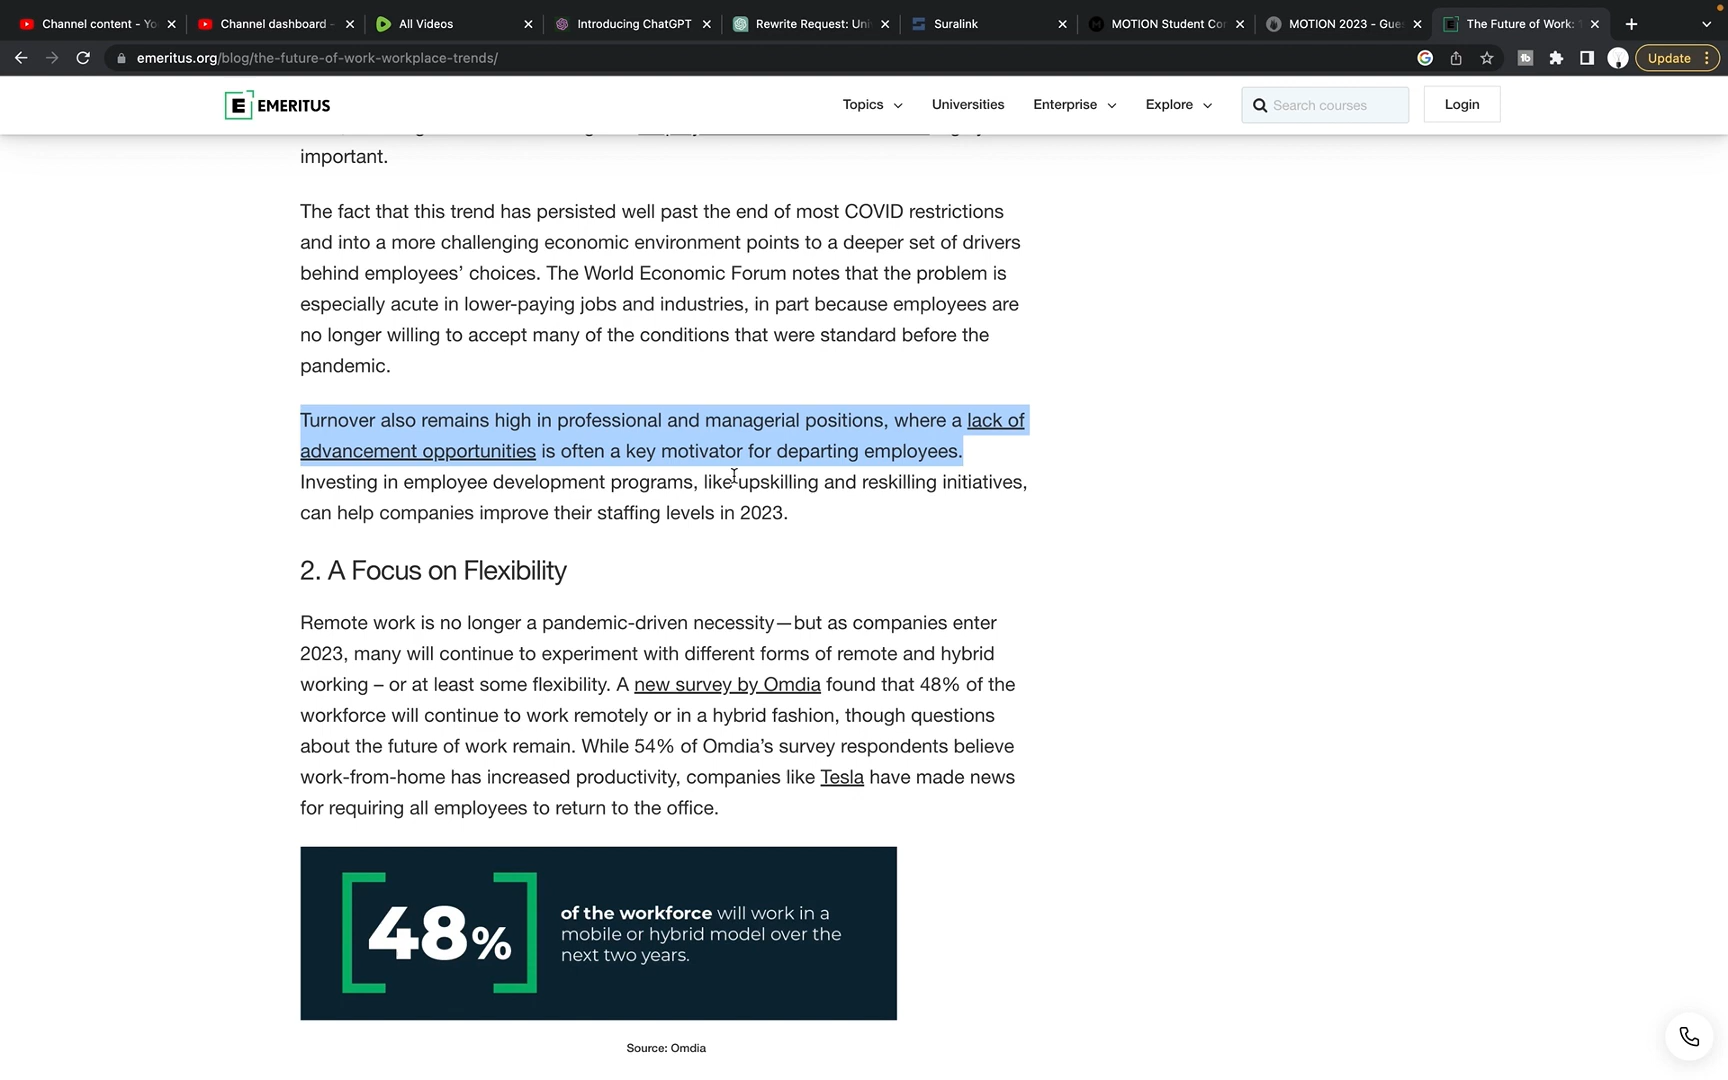 Channel content - Yo
Channel dashboard -
All Videos
Introducing ChatGPT
Rewrite Request: Uni
Suralink
MOTION Student Cor
MOTION 2023 - Gue
The Future of Work:
emeritus.org/blog/the-future-of-work-workplace-trends/
Update
E EMERITUS
Topics
Universities
Enterprise
Explore
Search courses
Login
important.
The fact that this trend has persisted well past the end of most COVID restrictions
and into a more challenging economic environment points to a deeper set of drivers
behind employees’ choices. The World Economic Forum notes that the problem is
especially acute in lower-paying jobs and industries, in part because employees are
no longer willing to accept many of the conditions that were standard before the
pandemic.
Turnover also remains high in professional and managerial positions, where a lack of
advancement opportunities is often a key motivator for departing employees.
Investing in employee development programs, like upskilling and reskilling initiatives,
can help companies improve their staffing levels in 2023.
2. A Focus on Flexibility
Remote work is no longer a pandemic-driven necessity—but as companies enter
2023, many will continue to experiment with different forms of remote and hybrid
working – or at least some flexibility. A new survey by Omdia found that 48% of the
workforce will continue to work remotely or in a hybrid fashion, though questions
about the future of work remain. While 54% of Omdia’s survey respondents believe
work-from-home has increased productivity, companies like Tesla have made news
for requiring all employees to return to the office.
48%
of the workforce will work in a
mobile or hybrid model over the
next two years.
Source: Omdia